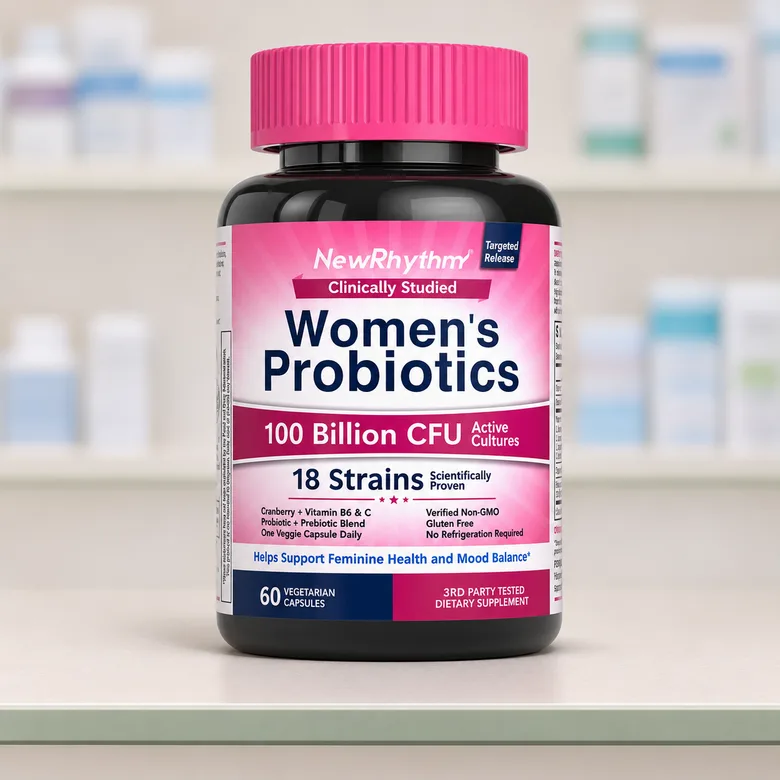 NewRhythm
Targeted
Release
Clinically Studied
Women's
Probiotics
100 Billion CFU Active
Cultures
18 Strains Scientifically
Proven
Cranberry + Vitamin B6 & C
Probiotic + Prebiotic Blend
One Veggie Capsule Daily
Verified Non-GMO
Gluten Free
No Refrigeration Required
Helps Support Feminine Health and Mood Balance*
60 VEGETARIAN
CAPSULES
3RD PARTY TESTED
DIETARY SUPPLEMENT